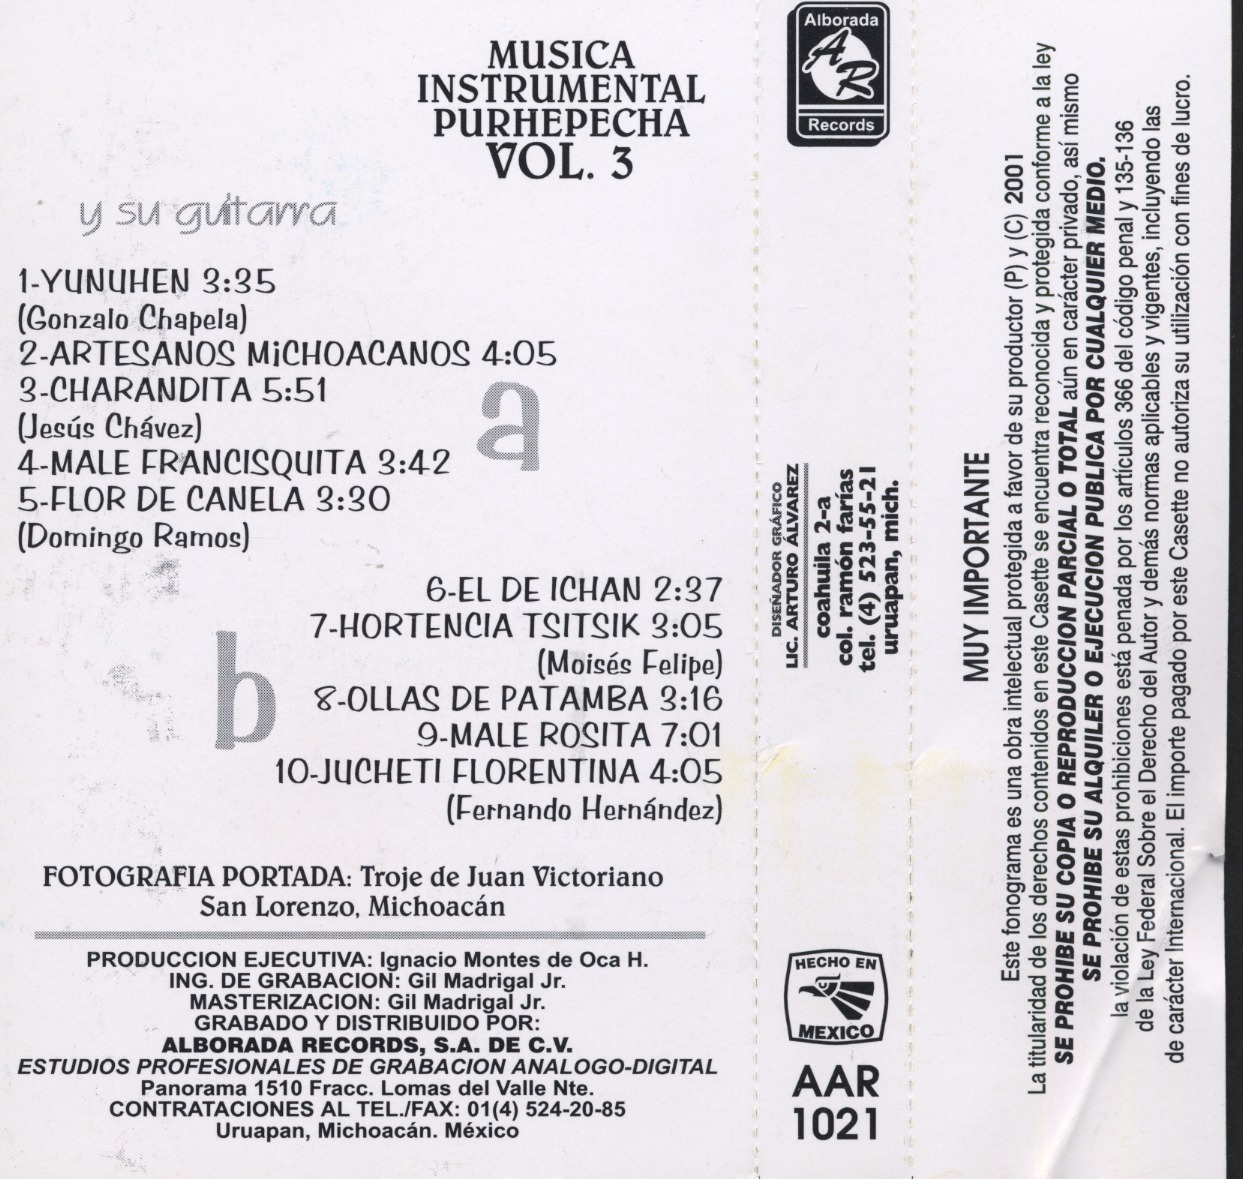 MUSICA
INSTRUMENTAL
PURHEPECHA
VOL. 3
y su guitarra
1-YUNUHEN 3:35
(Gonzalo Chapela)
2-ARTESANOS MiCHOACANOS 4:05
3-CHARANDITA 5:51
(Jesús Chávez)
4-MALE FRANCISQUITA 3:42
5-FLOR DE CANELA 3:30
(Domingo Ramos)
a
6-EL DE ICHAN 2:37
7-HORTENCIA TSITSIK 3:05
(Moisés Felipe)
8-OLLAS DE PATAMBA 3:16
9-MALE ROSITA 7:01
10-JUCHETI FLORENTINA 4:05
(Fernando Hernández)
b
FOTOGRAFIA PORTADA: Troje de Juan Victoriano
San Lorenzo, Michoacán
PRODUCCION EJECUTIVA: Ignacio Montes de Oca H.
ING. DE GRABACION: Gil Madrigal Jr.
MASTERIZACION: Gil Madrigal Jr.
GRABADO Y DISTRIBUIDO POR:
ALBORADA RECORDS, S.A. DE C.V.
ESTUDIOS PROFESIONALES DE GRABACION ANALOGO-DIGITAL
Panorama 1510 Fracc. Lomas del Valle Nte.
CONTRATACIONES AL TEL./FAX: 01(4) 524-20-85
Uruapan, Michoacán. México
Alborada
AR
Records
DISEÑADOR GRÁFICO
LIC. ARTURO ÁLVAREZ
coahuila 2-a
col. ramón farías
tel. (4) 523-55-21
uruapan, mich.
HECHO EN
MEXICO
AAR
1021
MUY IMPORTANTE
Este fonograma es una obra intelectual protegida a favor de su productor (P) y (C) 2001
La titularidad de los derechos contenidos en este Casette se encuentra reconocida y protegida conforme a la ley
SE PROHIBE SU COPIA O REPRODUCCION PARCIAL O TOTAL aún en carácter privado, así mismo
SE PROHIBE SU ALQUILER O EJECUCION PUBLICA POR CUALQUIER MEDIO.
la violación de estas prohibiciones está penada por los artículos 366 del código penal y 135-136
de la Ley Federal Sobre el Derecho del Autor y demás normas aplicables y vigentes, incluyendo las
de carácter Internacional. El importe pagado por este Casette no autoriza su utilización con fines de lucro.